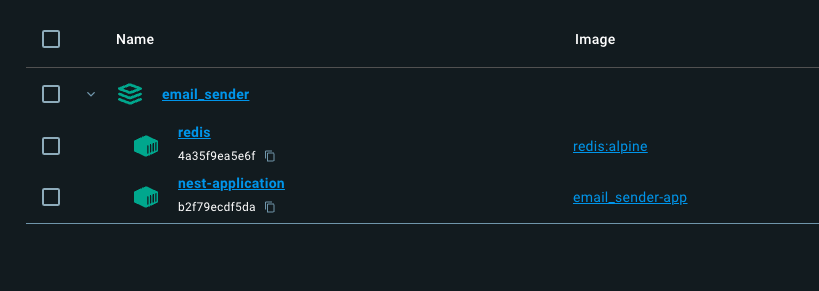 Name Image
email_sender
redis
4a35f9ea5e6f
redis:alpine
nest-application
b2f79ecdf5da
email_sender-app